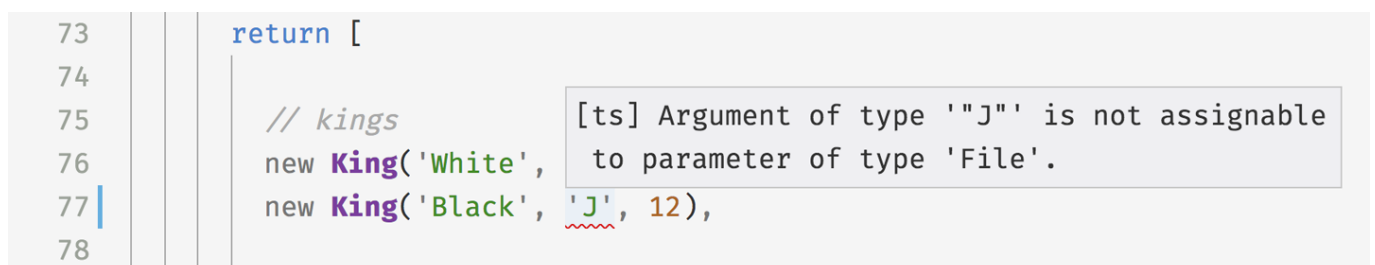 73 return [
74
75 // kings
[ts] Argument of type '"J"' is not assignable
to parameter of type 'File'.
76 new King('White',
77 new King('Black', 'J', 12),
78